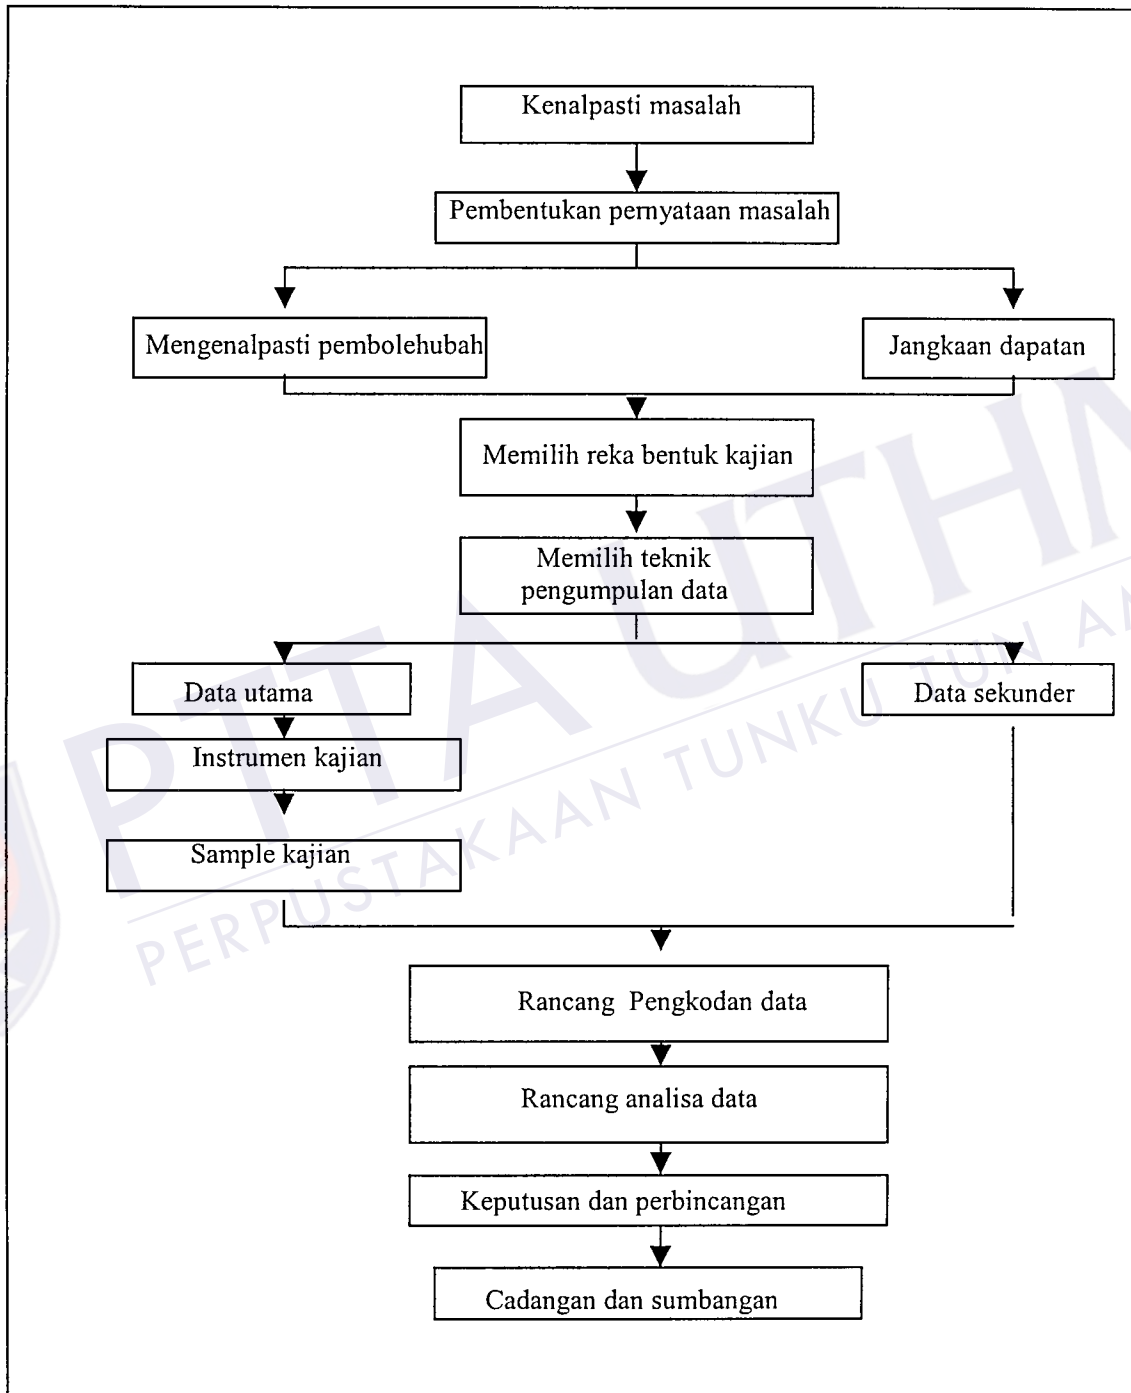 Kenalpasti masalah
Pembentukan pernyataan masalah
Mengenalpasti pembolehubah
Jangkaan dapatan
Memilih reka bentuk kajian
Memilih teknik
pengumpulan data
Data utama
Data sekunder
Instrumen kajian
Sample kajian
Rancang Pengkodan data
Rancang analisa data
Keputusan dan perbincangan
Cadangan dan sumbangan
PTTA UTHM
PERPUSTAKAAN TUNKU TUN